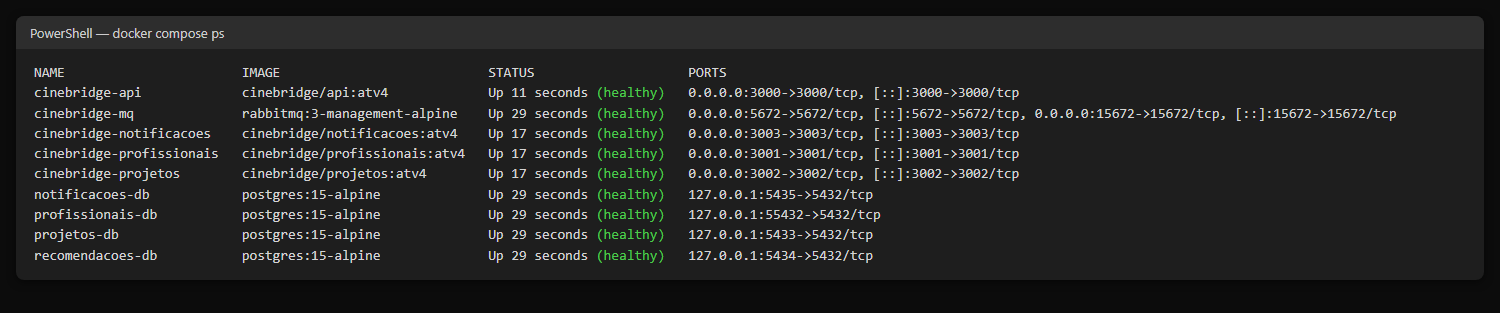 PowerShell — docker compose ps
NAME IMAGE STATUS PORTS
cinebridge-api cinebridge/api:atv4 Up 11 seconds (healthy) 0.0.0.0:3000->3000/tcp, [::]:3000->3000/tcp
cinebridge-mq rabbitmq:3-management-alpine Up 29 seconds (healthy) 0.0.0.0:5672->5672/tcp, [::]:5672->5672/tcp, 0.0.0.0:15672->15672/tcp, [::]:15672->15672/tcp
cinebridge-notificacoes cinebridge/notificacoes:atv4 Up 17 seconds (healthy) 0.0.0.0:3003->3003/tcp, [::]:3003->3003/tcp
cinebridge-profissionais cinebridge/profissionais:atv4 Up 17 seconds (healthy) 0.0.0.0:3001->3001/tcp, [::]:3001->3001/tcp
cinebridge-projetos cinebridge/projetos:atv4 Up 17 seconds (healthy) 0.0.0.0:3002->3002/tcp, [::]:3002->3002/tcp
notificacoes-db postgres:15-alpine Up 29 seconds (healthy) 127.0.0.1:5435->5432/tcp
profissionais-db postgres:15-alpine Up 29 seconds (healthy) 127.0.0.1:55432->5432/tcp
projetos-db postgres:15-alpine Up 29 seconds (healthy) 127.0.0.1:5433->5432/tcp
recomendacoes-db postgres:15-alpine Up 29 seconds (healthy) 127.0.0.1:5434->5432/tcp